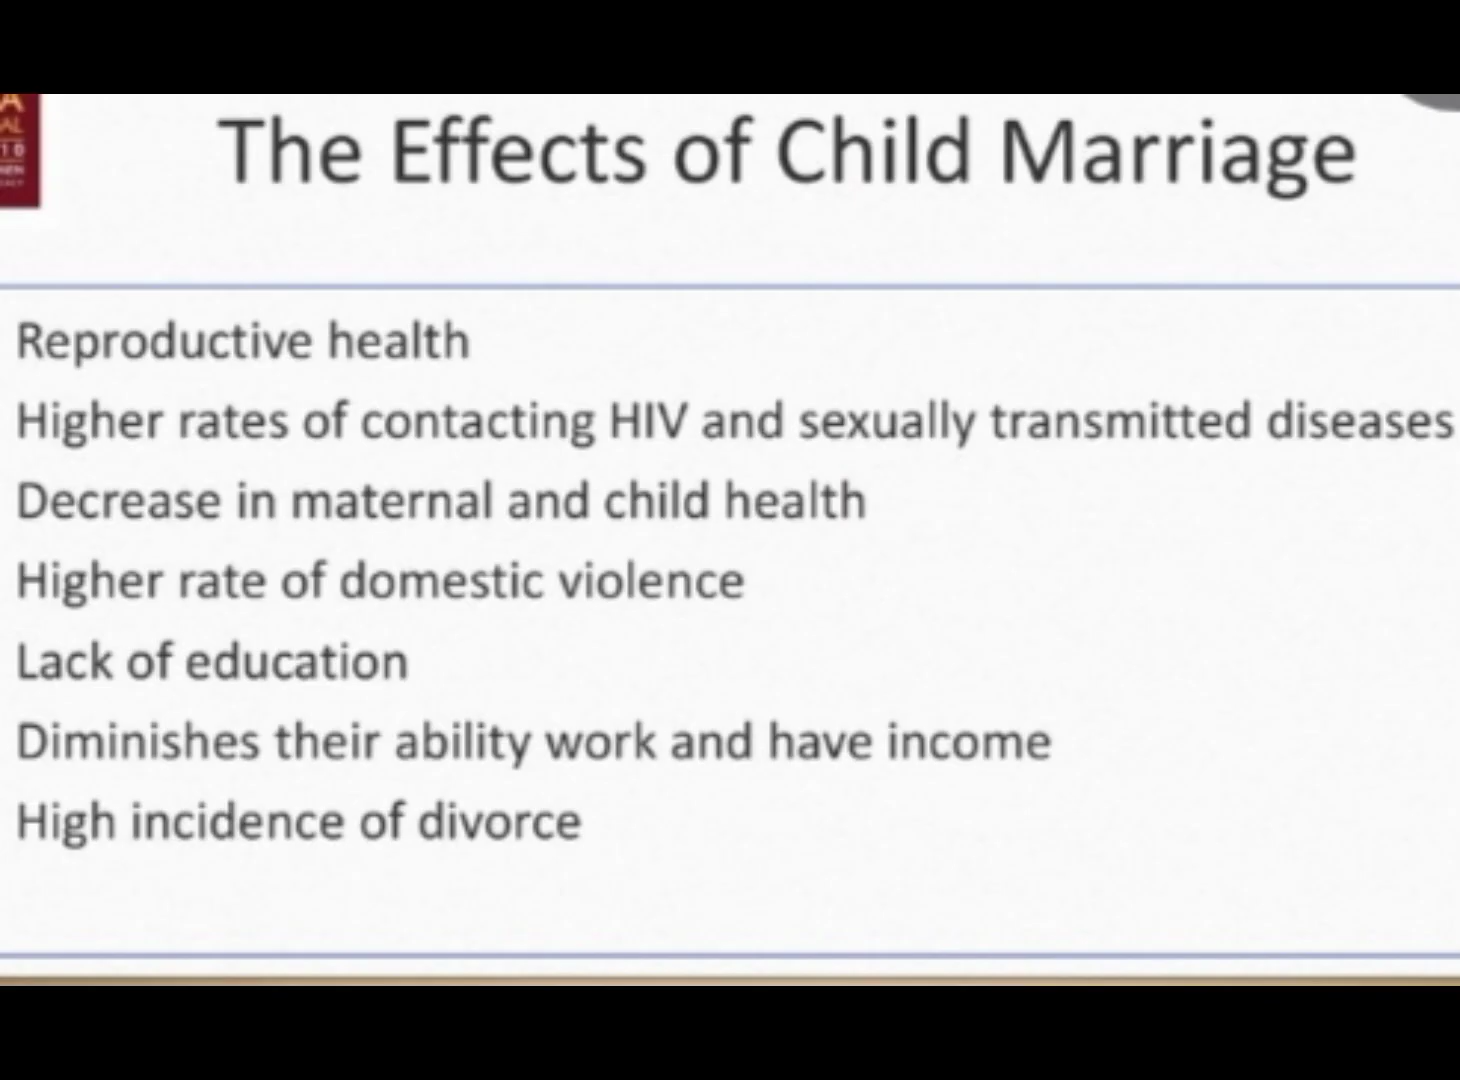 A
AL
10
The Effects of Child Marriage
Reproductive health
Higher rates of contacting HIV and sexually transmitted diseases
Decrease in maternal and child health
Higher rate of domestic violence
Lack of education
Diminishes their ability work and have income
High incidence of divorce